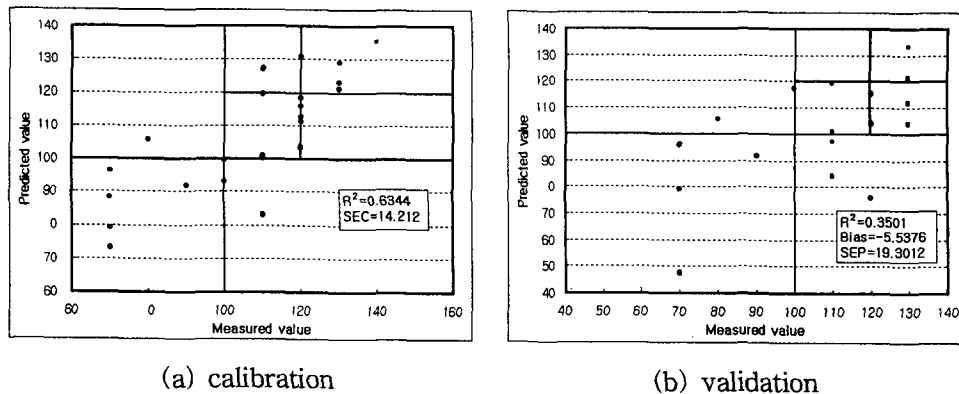 140
130
120
110
100
90
0
70
60
Predicted value
60 0 100 120 140 160
Measured value
R²=0.6344
SEC=14.212
(a) calibration
140
130
120
110
100
90
0
70
60
50
40
Predicted value
40 50 60 70 80 90 100 110 120 130 140
Measured value
R²=0.3501
Bias=-5.5376
SEP=19.3012
(b) validation